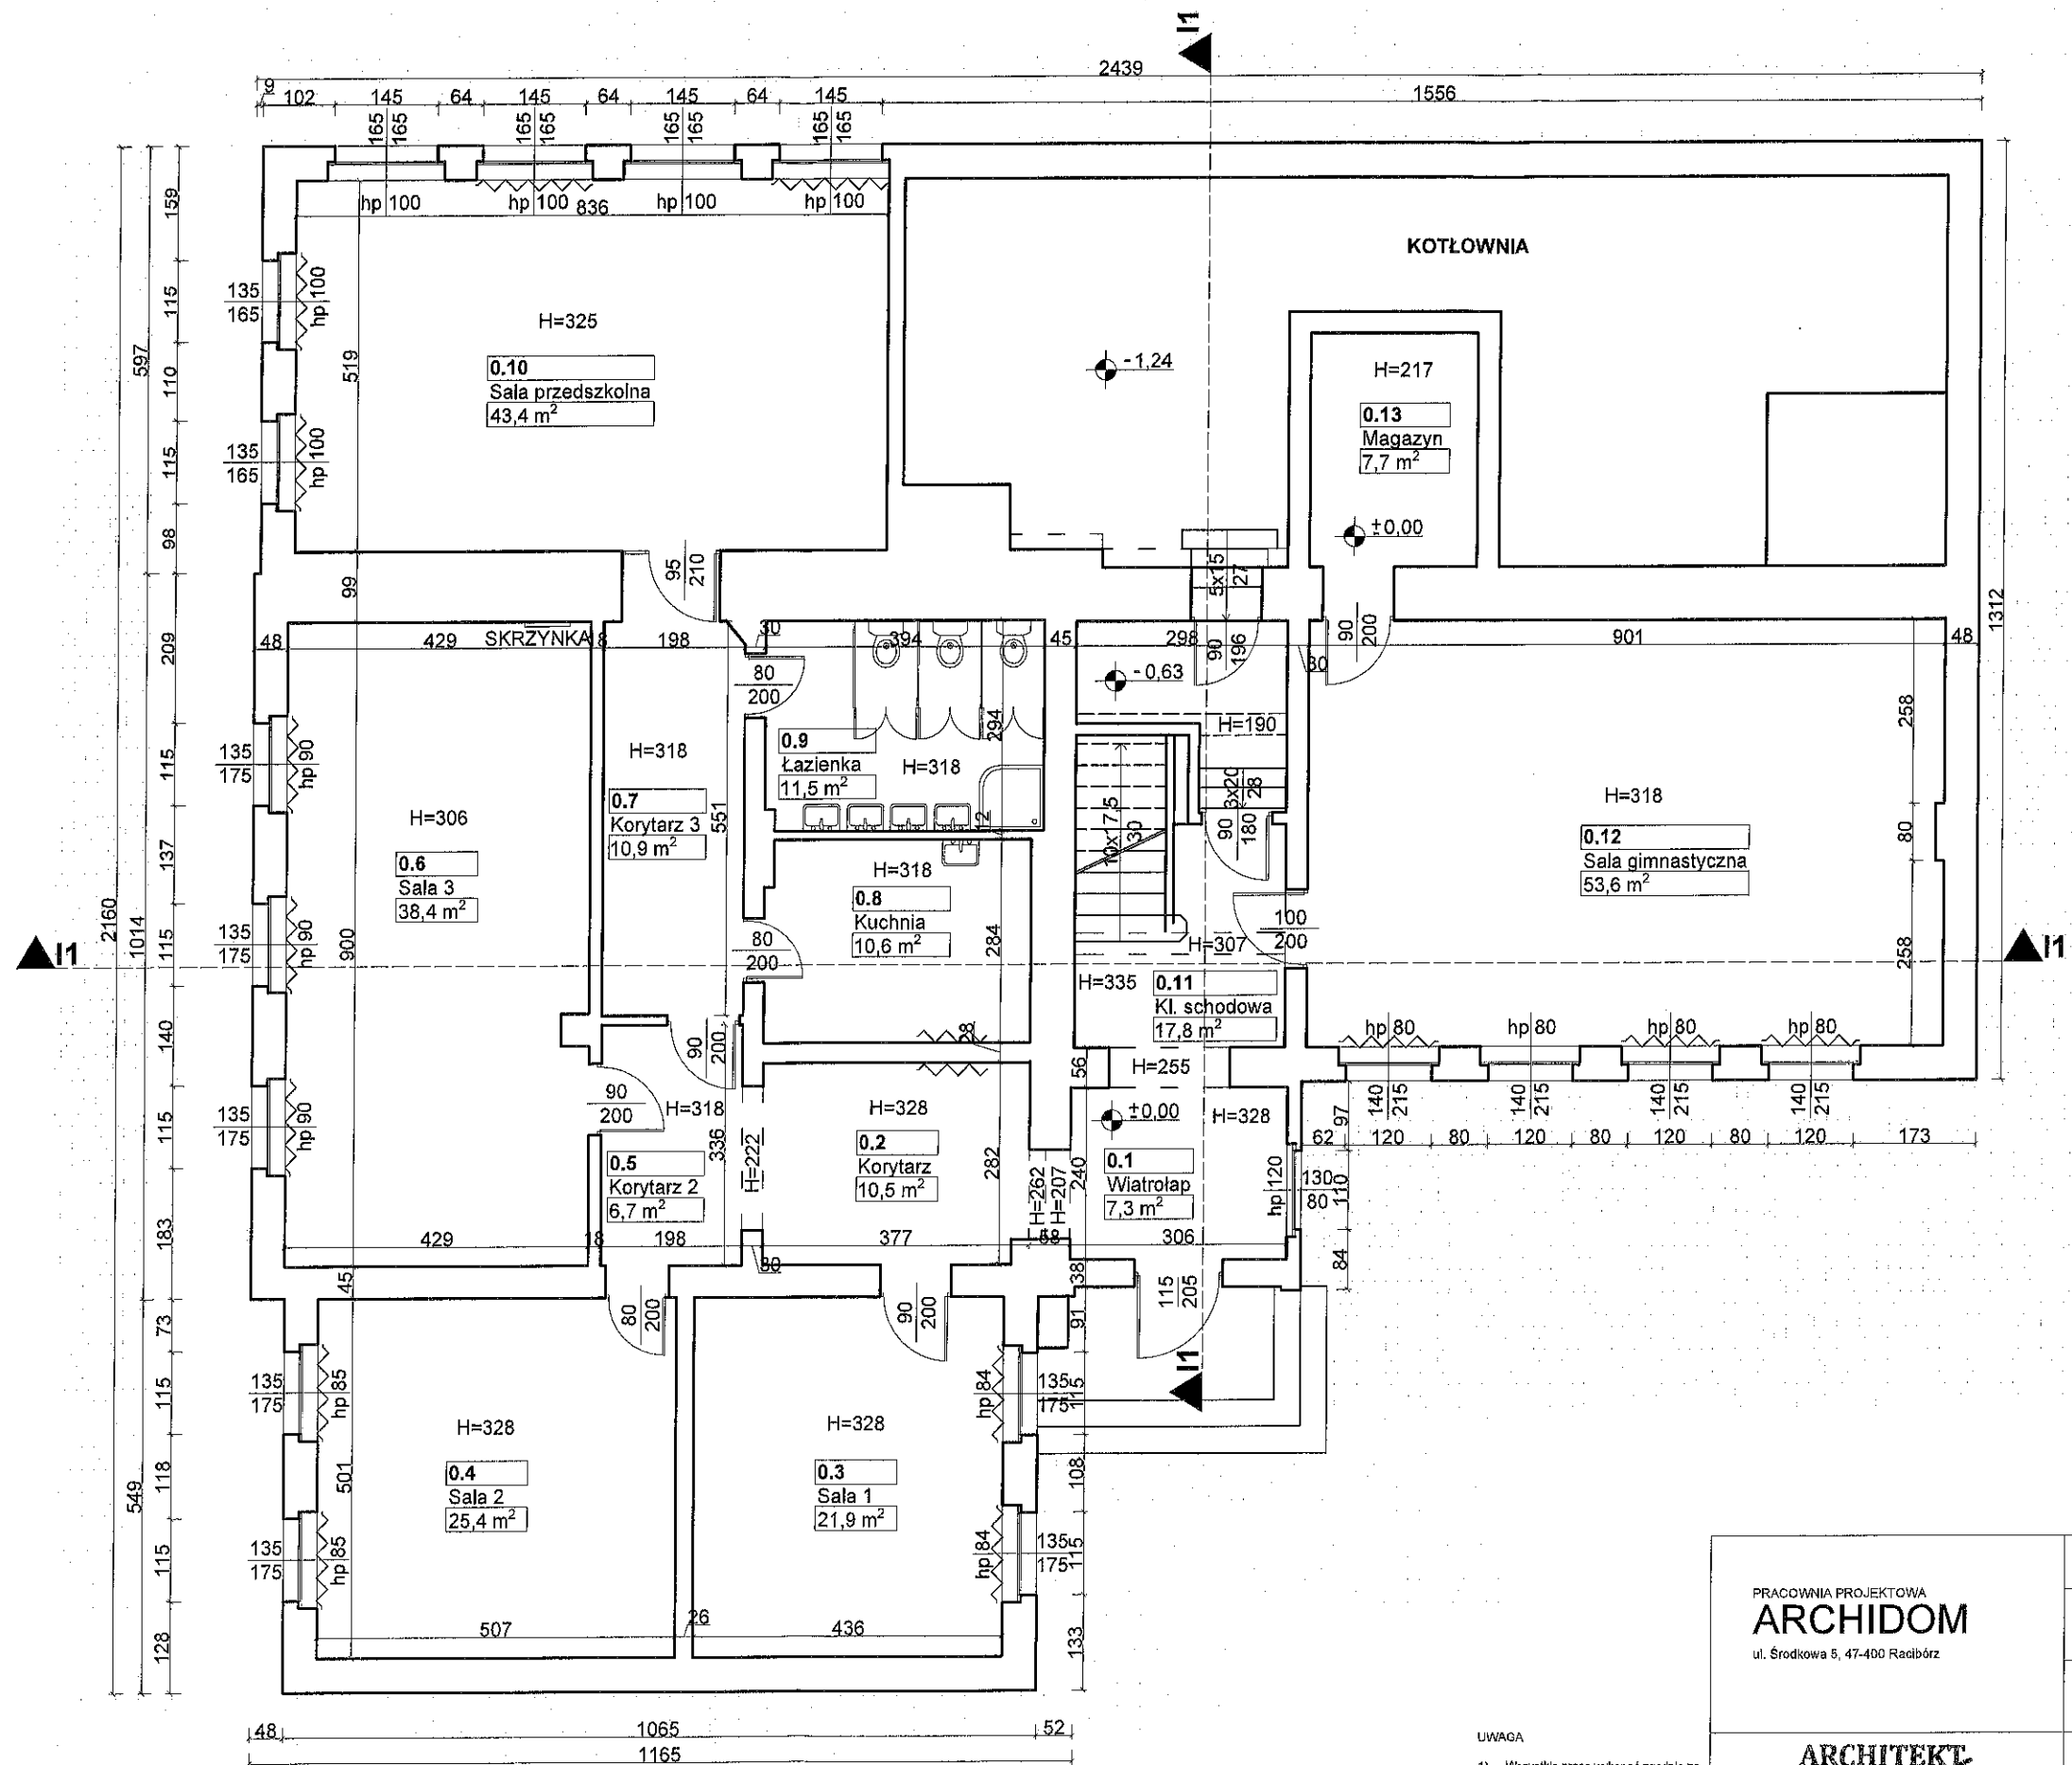 I1
2439
9
102
145
64
145
64
145
64
145
1556
165
165
165
165
165
165
165
165
hp 100
hp 100
hp 100
hp 100
836
159
115
110
115
98
597
135
165
hp 100
135
165
hp 100
H=325
519
0.10
Sala przedszkolna
43,4 m²
KOTŁOWNIA
-1,24
H=217
0.13
Magazyn
7,7 m²
±0,00
1312
99
95
210
5x15
27
90
200
48
429
SKRZYNKA
18
198
30
394
45
298
90
196
30
901
48
209
115
137
115
140
115
183
2160
1014
80
200
-0,63
H=190
294
H=318
0.9
Łazienka
11,5 m²
H=318
3x20
28
258
80
258
135
175
hp 90
H=306
0.6
Sala 3
38,4 m²
0.7
Korytarz 3
10,9 m²
551
12
10x17,5
30
90
180
H=318
0.12
Sala gimnastyczna
53,6 m²
H=318
0.8
Kuchnia
10,6 m²
284
80
200
100
200
H=307
I1
135
175
hp 90
900
I1
H=335
0.11
Kl. schodowa
17,8 m²
90
200
28
56
H=255
hp 80
hp 80
hp 80
hp 80
135
175
hp 90
90
200
H=318
336
H=222
H=328
0.2
Korytarz
10,5 m²
282
H=262
H=207
240
±0,00
H=328
0.1
Wiatrołap
7,3 m²
140
215
140
215
140
215
140
215
97
62
120
80
120
80
120
80
120
173
0.5
Korytarz 2
6,7 m²
hp 120
130
80
110
84
429
18
198
377
58
306
30
45
38
80
200
90
200
115
205
91
73
115
118
115
128
549
135
175
hp 85
H=328
0.4
Sala 2
25,4 m²
501
H=328
0.3
Sala 1
21,9 m²
hp 84
135
175
115
I1
108
135
175
hp 85
hp 84
135
175
115
133
507
26
436
48
1065
52
1165
PRACOWNIA PROJEKTOWA
ARCHIDOM
ul. Środkowa 5, 47-400 Racibórz
UWAGA
ARCHITEKT